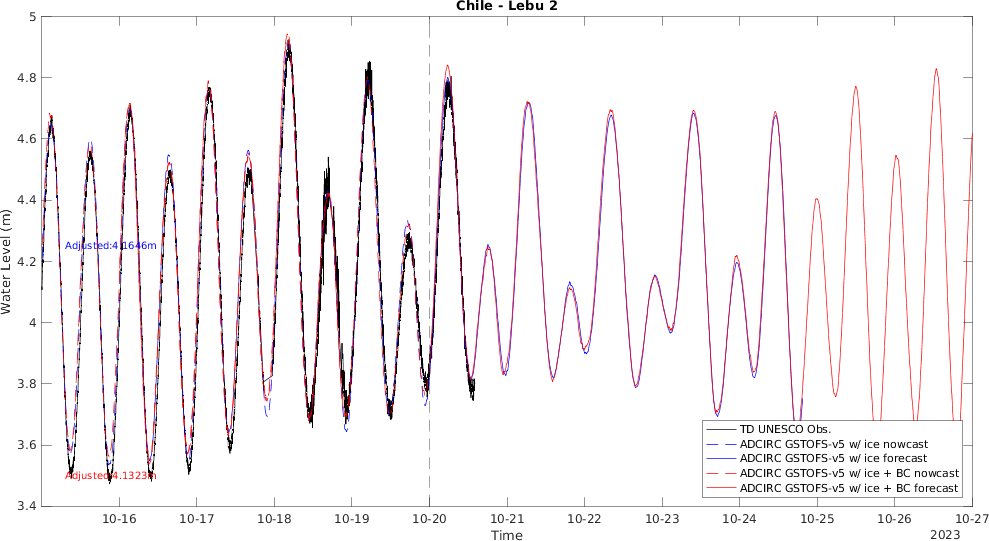 Chile - Lebu 2
5
4.8
4.6
4.4
4.2
4
3.8
3.6
3.4
Water Level (m)
Adjusted:4.1646m
Adjusted:4.1323m
TD UNESCO Obs.
ADCIRC GSTOFS-v5 w/ ice nowcast
ADCIRC GSTOFS-v5 w/ ice forecast
ADCIRC GSTOFS-v5 w/ ice + BC nowcast
ADCIRC GSTOFS-v5 w/ ice + BC forecast
10-16 10-17 10-18 10-19 10-20 10-21 10-22 10-23 10-24 10-25 10-26 10-27
Time
2023